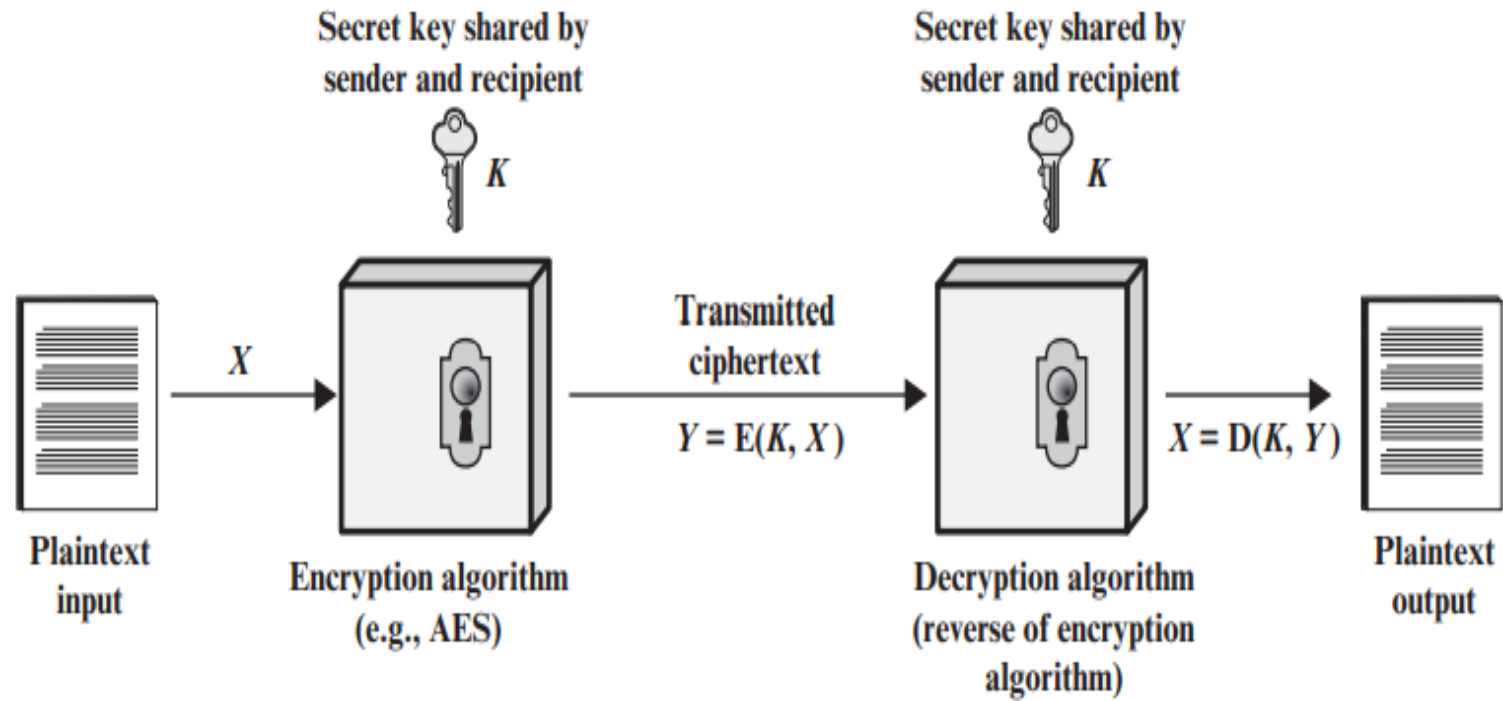 Secret key shared by
sender and recipient
K
Secret key shared by
sender and recipient
K
X
Transmitted
ciphertext
Y = E(K, X)
X = D(K, Y)
Plaintext
input
Encryption algorithm
(e.g., AES)
Decryption algorithm
(reverse of encryption
algorithm)
Plaintext
output